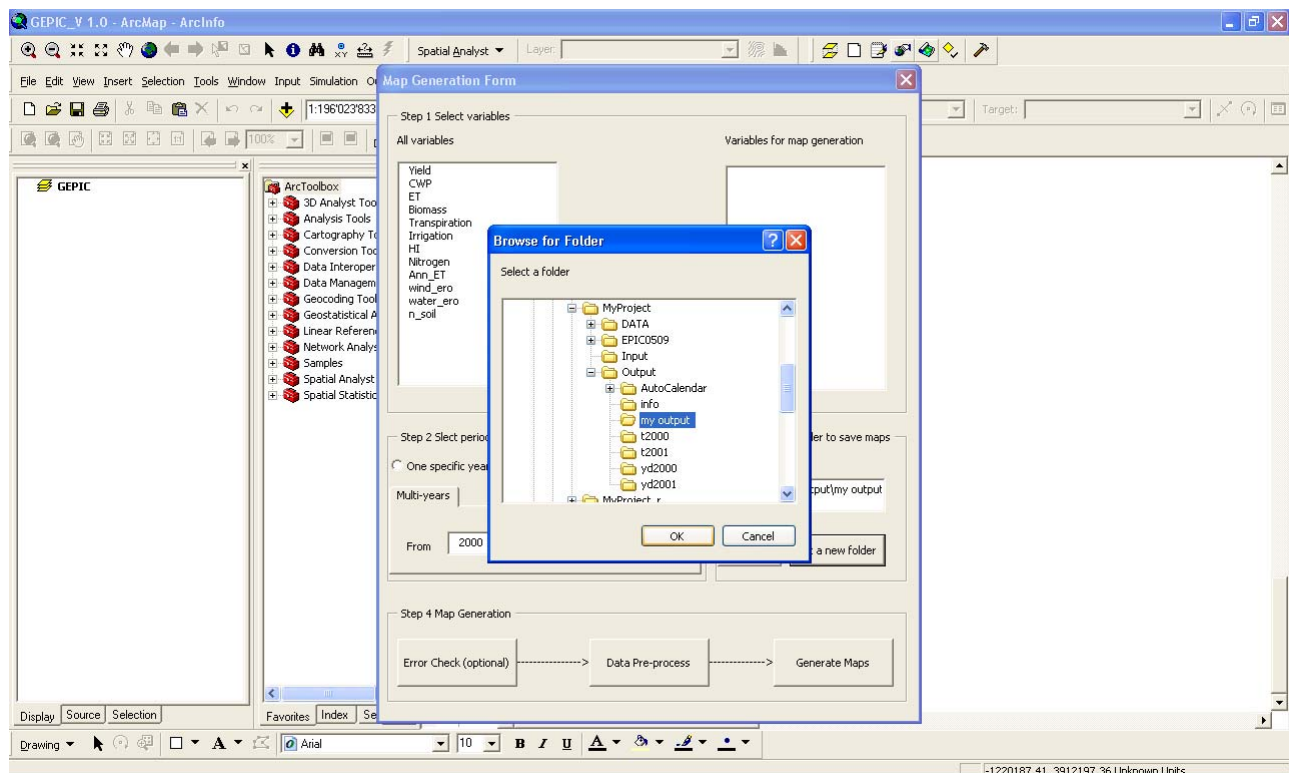 GEPIC_V 1.0 - ArcMap - ArcInfo
Spatial Analyst
Layer:
File Edit View Insert Selection Tools Window Input Simulation
Map Generation Form
1:196'023'833
Target:
100%
Step 1 Select variables
All variables
Variables for map generation
GEPIC
ArcToolbox
3D Analyst Too
Analysis Tools
Cartography To
Conversion Too
Data Interoper
Data Managem
Geocoding Tool
Geostatistical A
Linear Referen
Network Analys
Samples
Spatial Analyst
Spatial Statistic
Yield
CWP
ET
Biomass
Transpiration
Irrigation
HI
Nitrogen
Ann_ET
wind_ero
water_ero
n_soil
Browse for Folder
Select a folder
MyProject
DATA
EPIC0509
Input
Output
AutoCalendar
info
my output
t2000
t2001
yd2000
yd2001
MyProject_r
OK
Cancel
Step 2 Slect perio
One specific year
Multi-years
From 2000
der to save maps
tput\my output
a new folder
Step 4 Map Generation
Error Check (optional) ---------------> Data Pre-process -------------> Generate Maps
Display Source Selection
Favorites Index Se
Drawing
A
Arial
10
B I U A
-1220187.41 3912197.36 Unknown Units